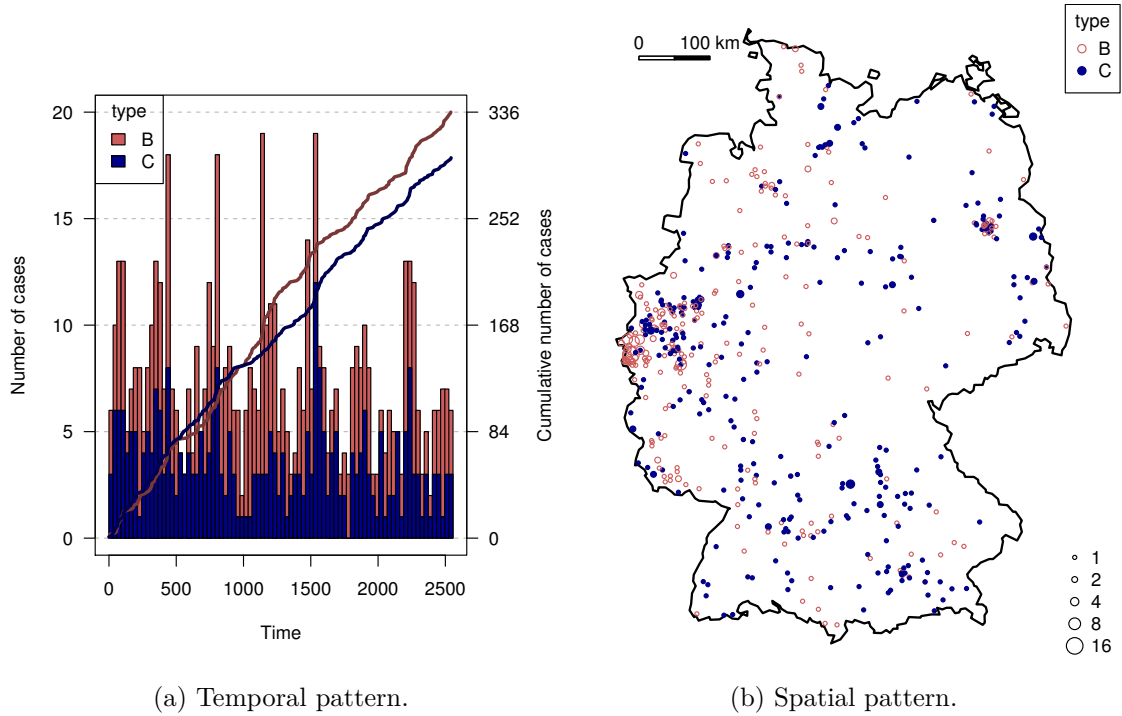 type
B
C
20
15
10
5
0
336
252
168
84
0
Number of cases
Cumulative number of cases
0 500 1000 1500 2000 2500
Time
(a) Temporal pattern.
0 100 km
type
B
C
1
2
4
8
16
(b) Spatial pattern.